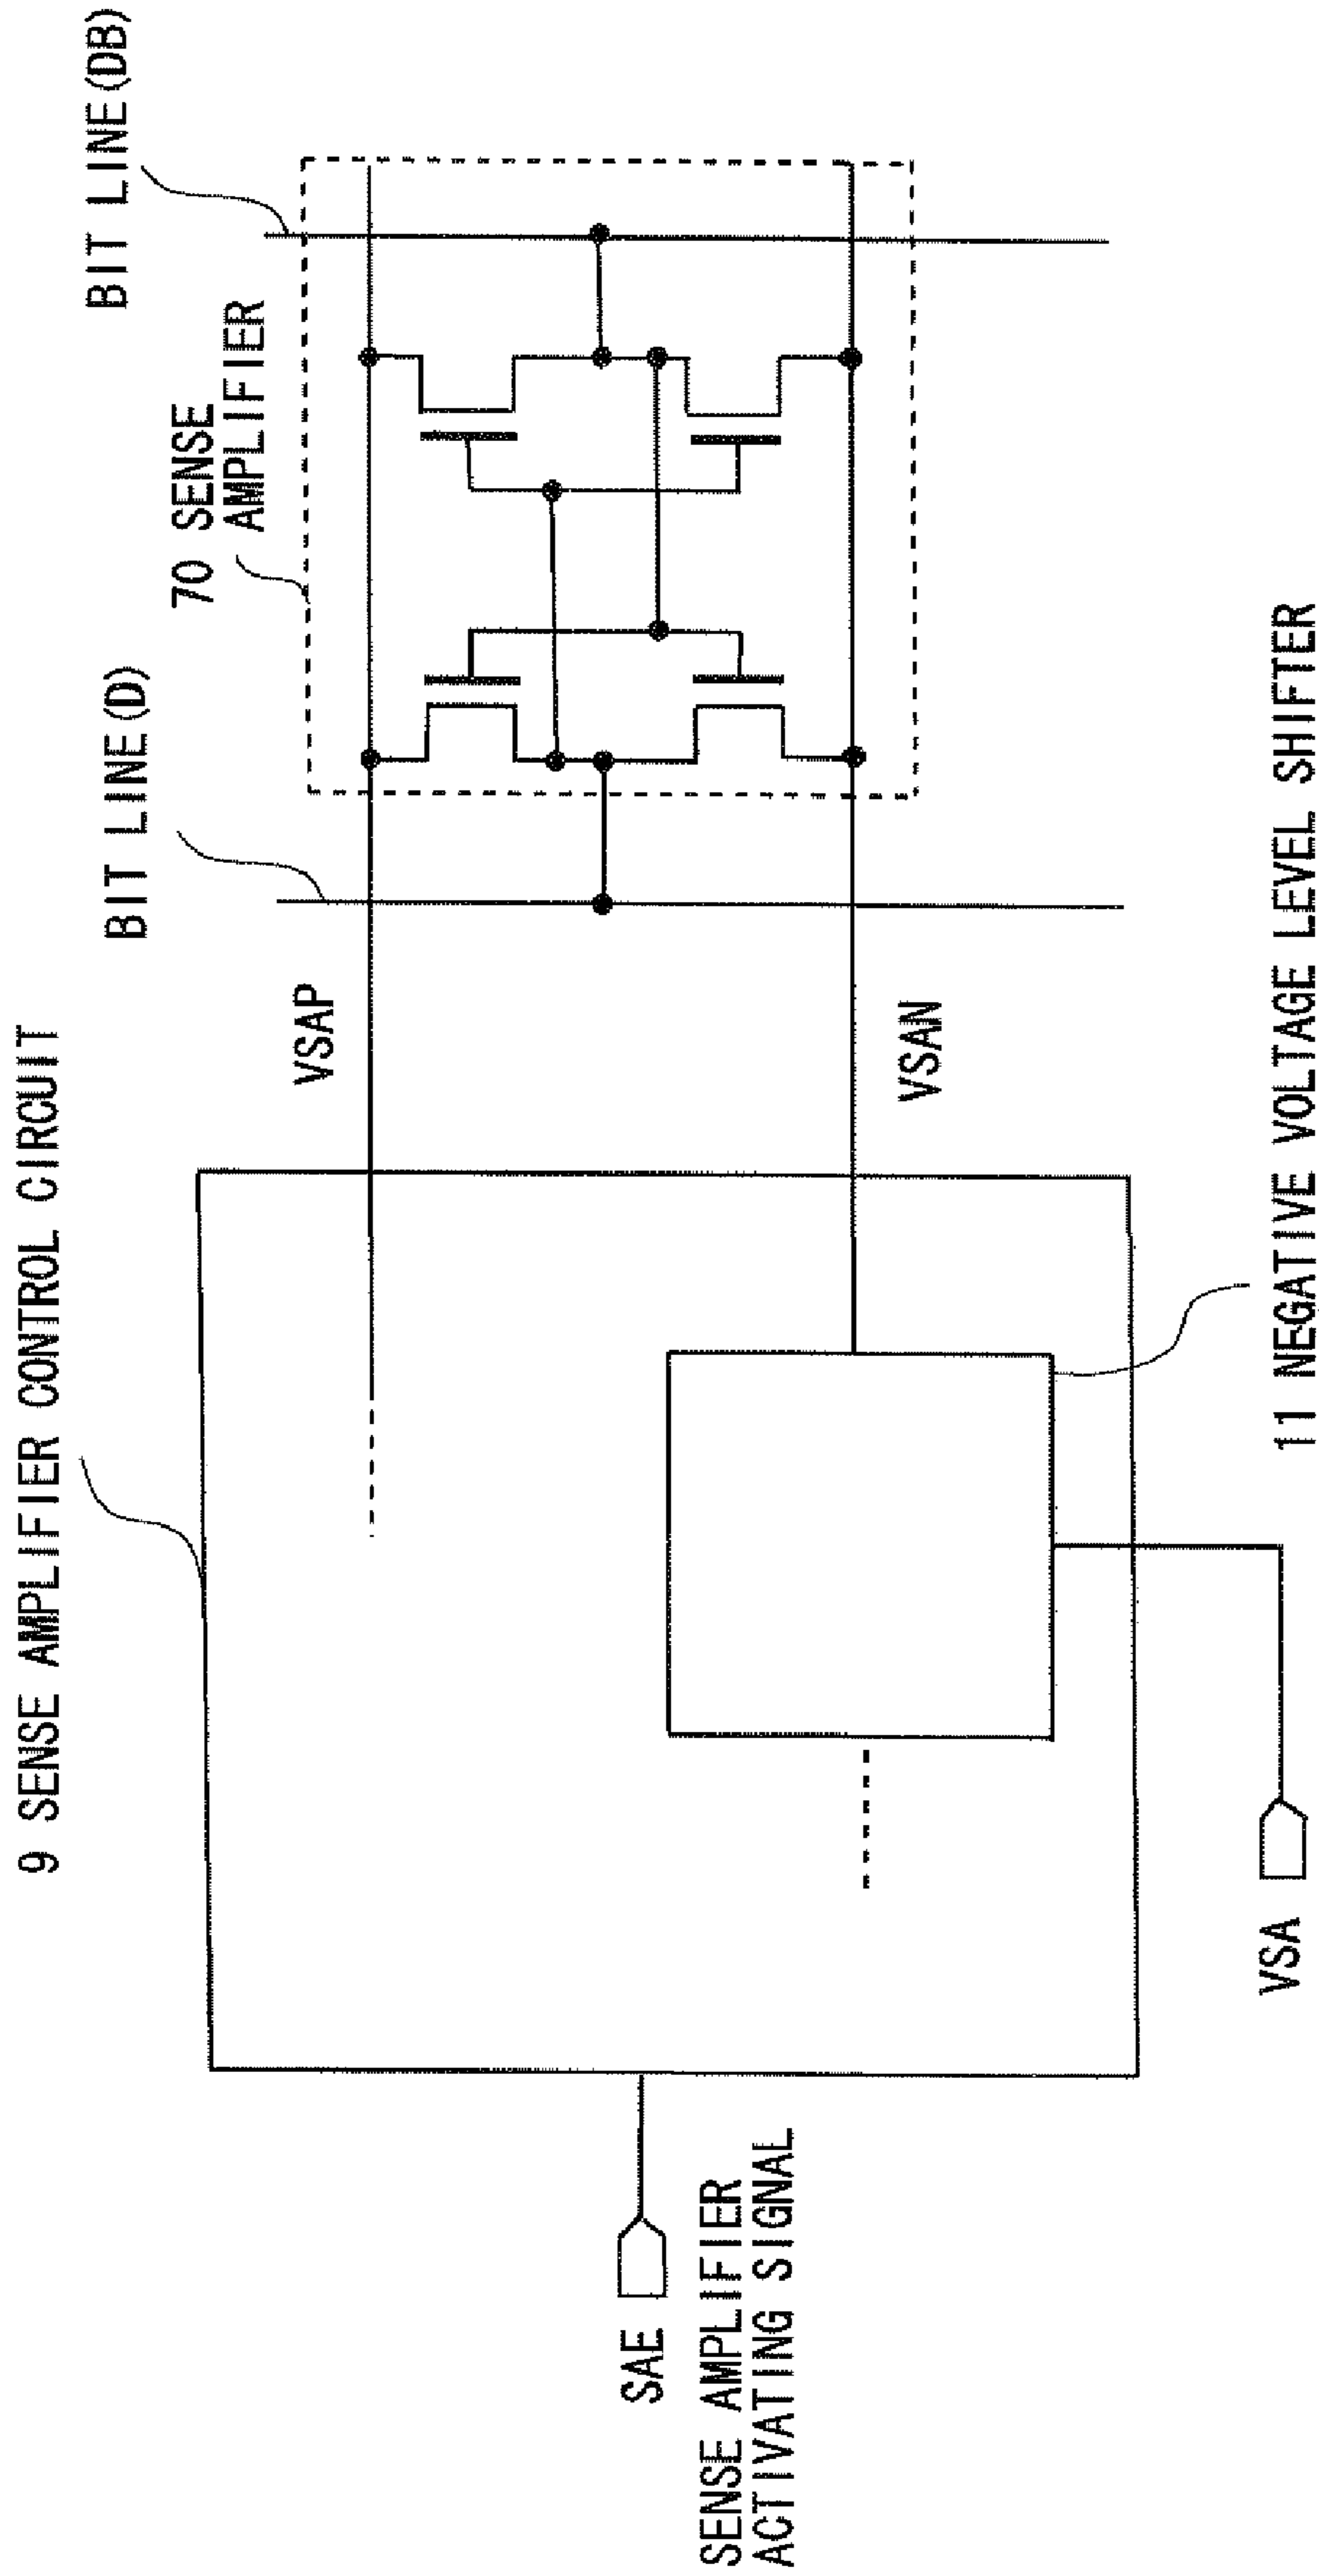 9 SENSE AMPLIFIER CONTROL CIRCUIT
BIT LINE(D)
BIT LINE(DB)
70 SENSE
AMPLIFIER
VSAP
VSAN
SAE
SENSE AMPLIFIER
ACTIVATING SIGNAL
VSA
11 NEGATIVE VOLTAGE LEVEL SHIFTER